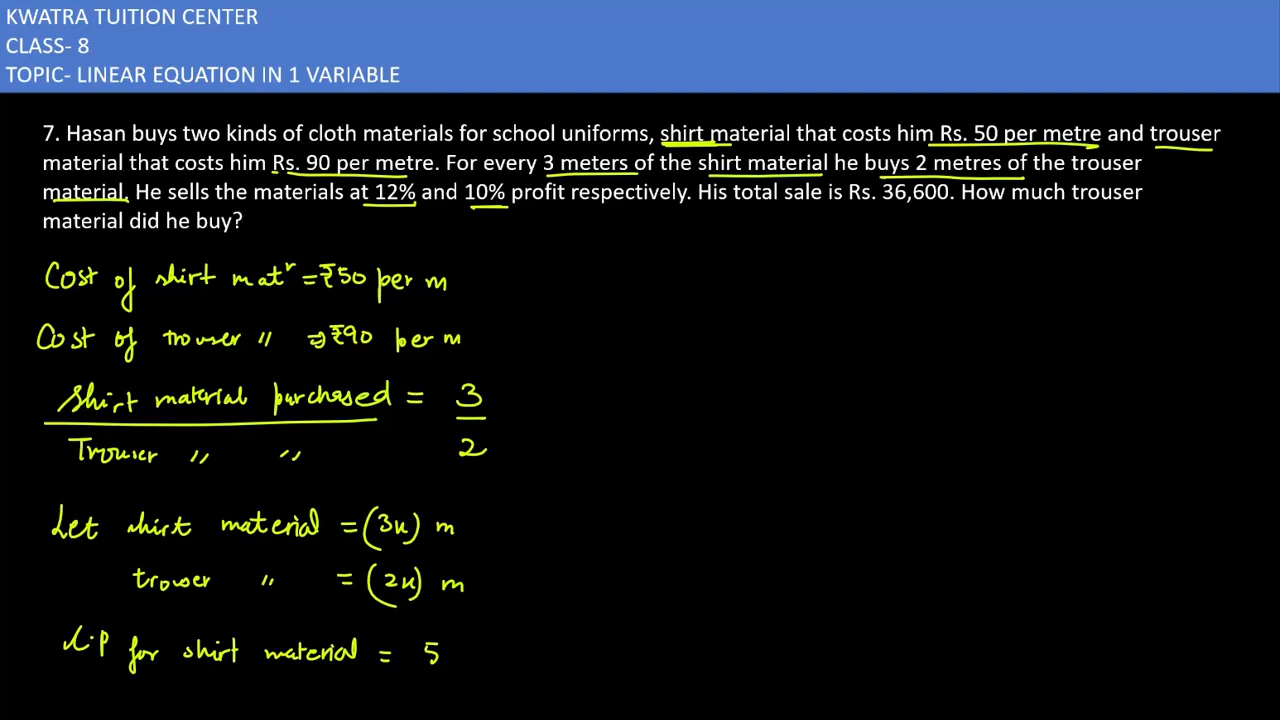 KWATRA TUITION CENTER
CLASS- 8
TOPIC- LINEAR EQUATION IN 1 VARIABLE
7. Hasan buys two kinds of cloth materials for school uniforms, shirt material that costs him Rs. 50 per metre and trouser
material that costs him Rs. 90 per metre. For every 3 meters of the shirt material he buys 2 metres of the trouser
material. He sells the materials at 12% and 10% profit respectively. His total sale is Rs. 36,600. How much trouser
material did he buy?
Cost of shirt matr = ₹50 per m
Cost of trouser " ⇒ ₹90 per m
Shirt material purchased = 3
Trouser " " 2
Let shirt material = (3x) m
trouser " = (2x) m
for shirt material = 5